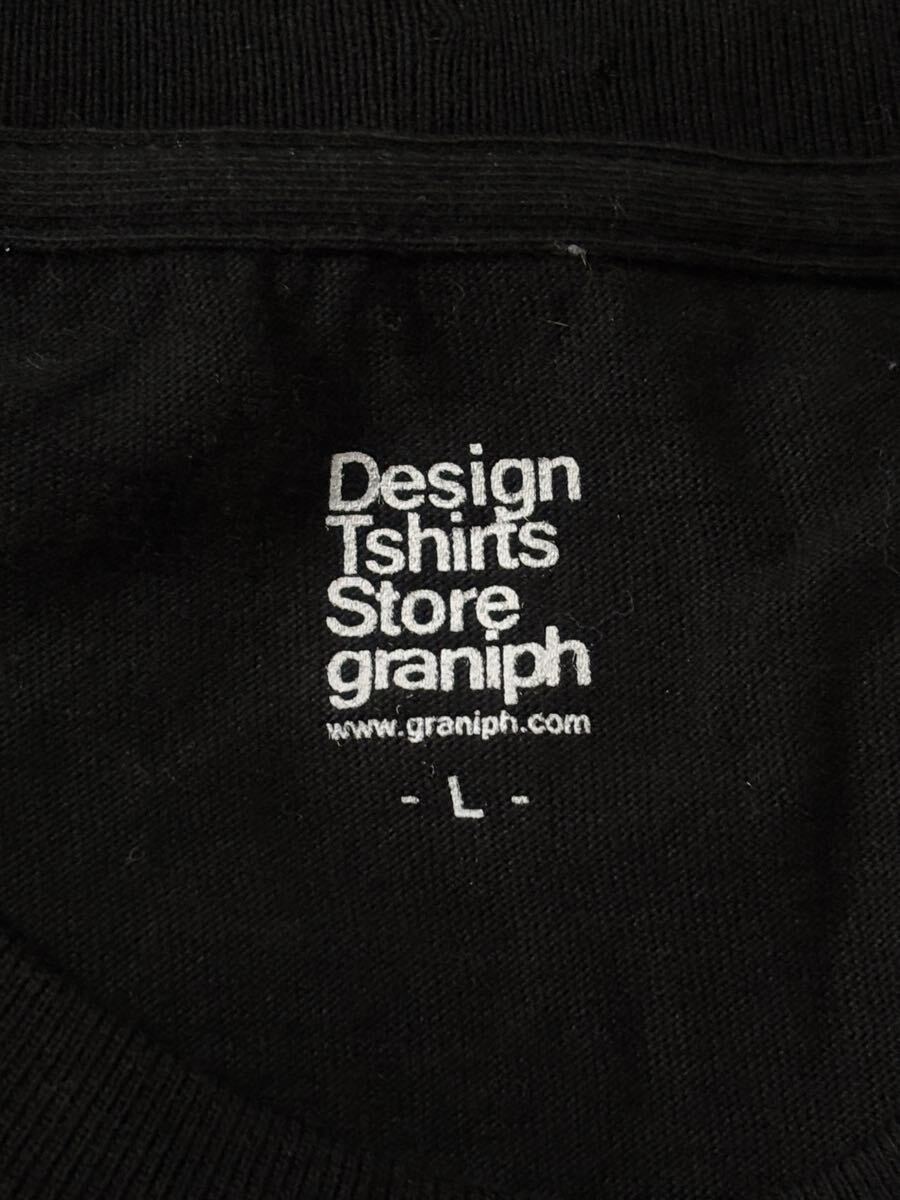 Design
Tshirts
Store
graniph
www.graniph.com
- L -